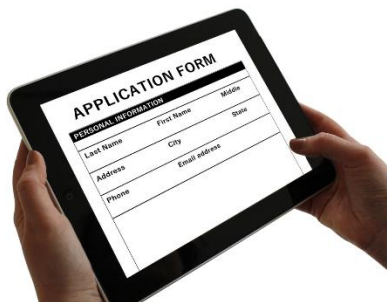 APPLICATION FORM
PERSONAL INFORMATION
Last Name First Name Middle
Address City State
Phone Email address